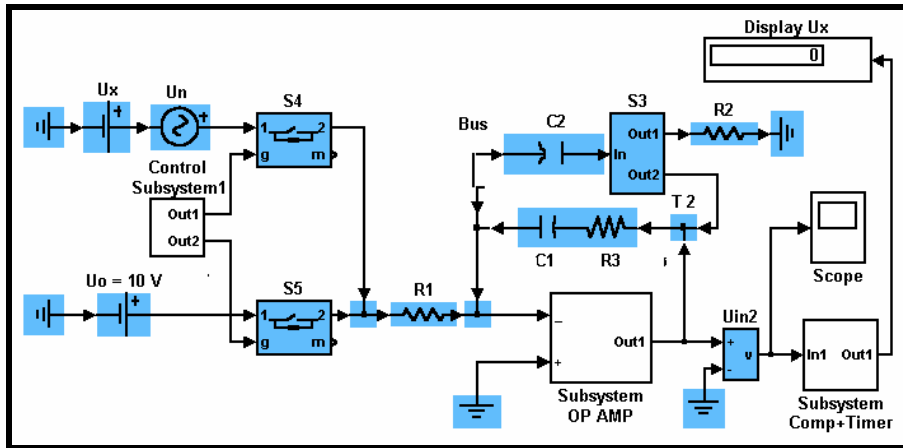 Display Ux
0
Ux
Un
S4
1
2
g
m
Control
Subsystem1
Out1
Out2
Uo = 10 V
S5
1
2
g
m
R1
Bus
C2
S3
Out1
In
Out2
R2
T 2
C1
R3
Scope
Out1
Subsystem
OP AMP
Uin2
v
In1
Out1
Subsystem
Comp+Timer